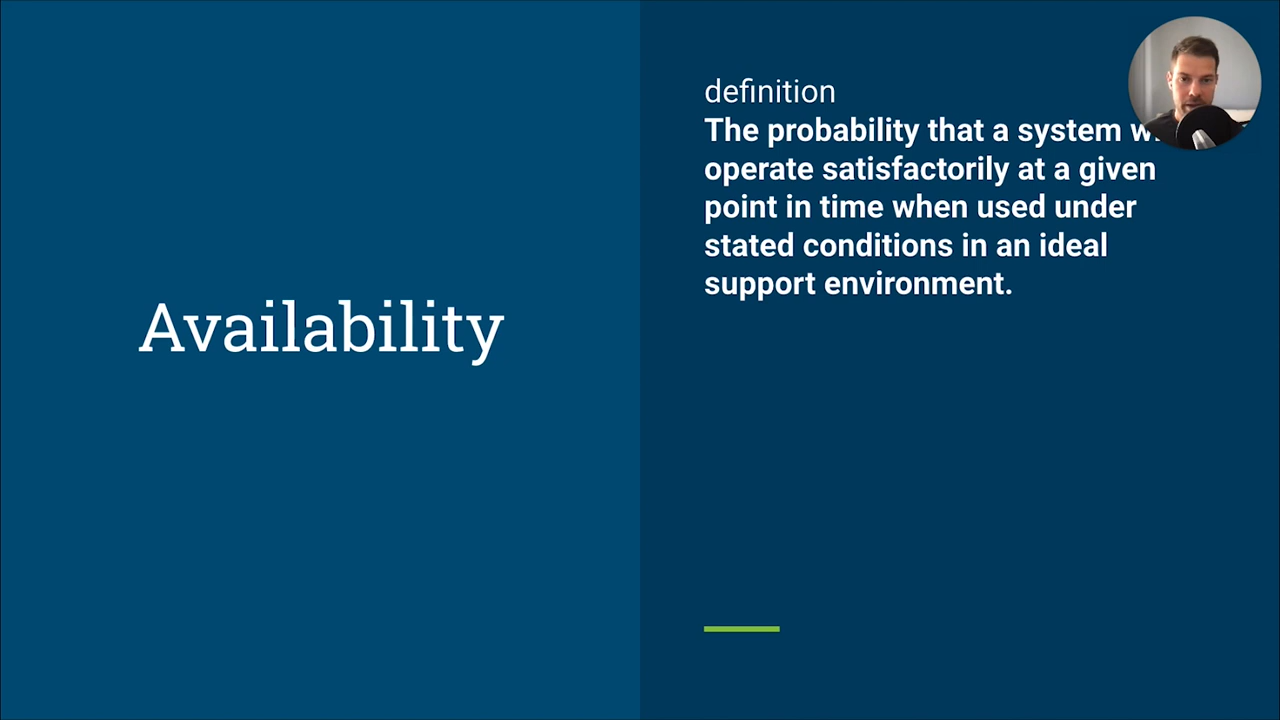 Availability
definition
The probability that a system
operate satisfactorily at a given
point in time when used under
stated conditions in an ideal
support environment.